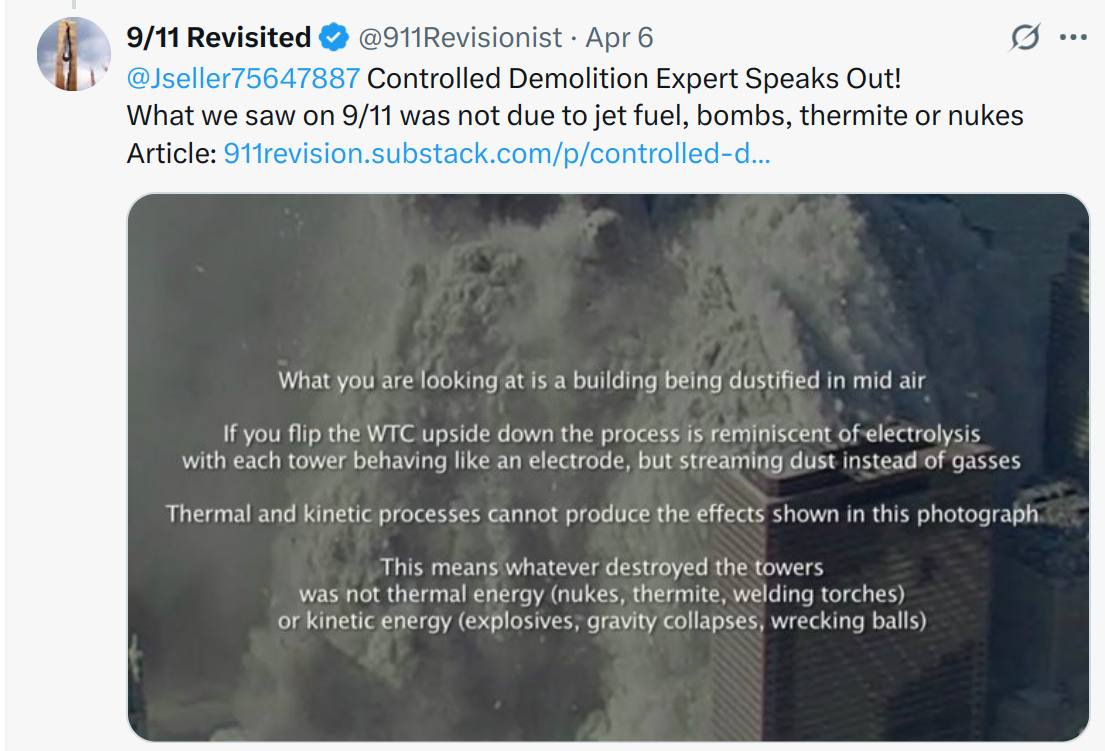 9/11 Revisited @911Revisionist · Apr 6
@Jseller75647887 Controlled Demolition Expert Speaks Out!
What we saw on 9/11 was not due to jet fuel, bombs, thermite or nukes
Article: 911revision.substack.com/p/controlled-d...
What you are looking at is a building being dustified in mid air
If you flip the WTC upside down the process is reminiscent of electrolysis
with each tower behaving like an electrode, but streaming dust instead of gasses
Thermal and kinetic processes cannot produce the effects shown in this photograph
This means whatever destroyed the towers
was not thermal energy (nukes, thermite, welding torches)
or kinetic energy (explosives, gravity collapses, wrecking balls)